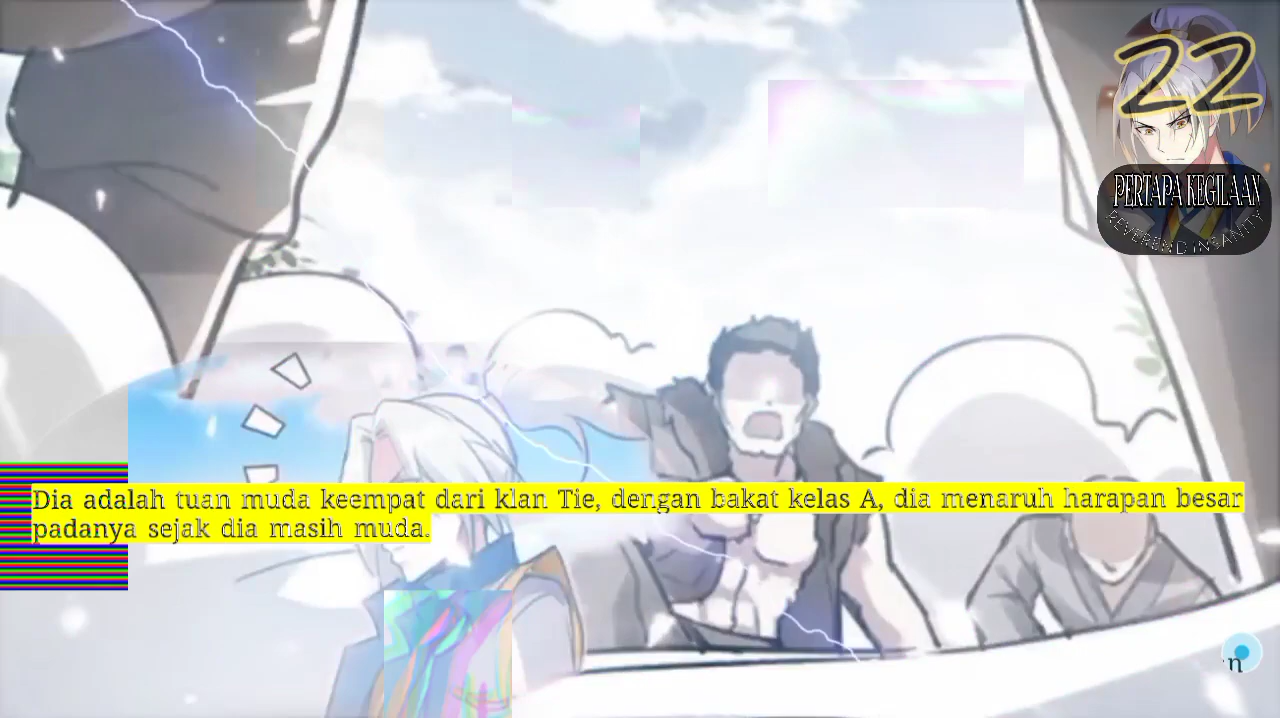 22
PERTAPA KEGILAAN
REVEREND INSANITY
Dia adalah tuan muda keempat dari klan Tie, dengan bakat kelas A, dia menaruh harapan besar
padanya sejak dia masih muda.
n